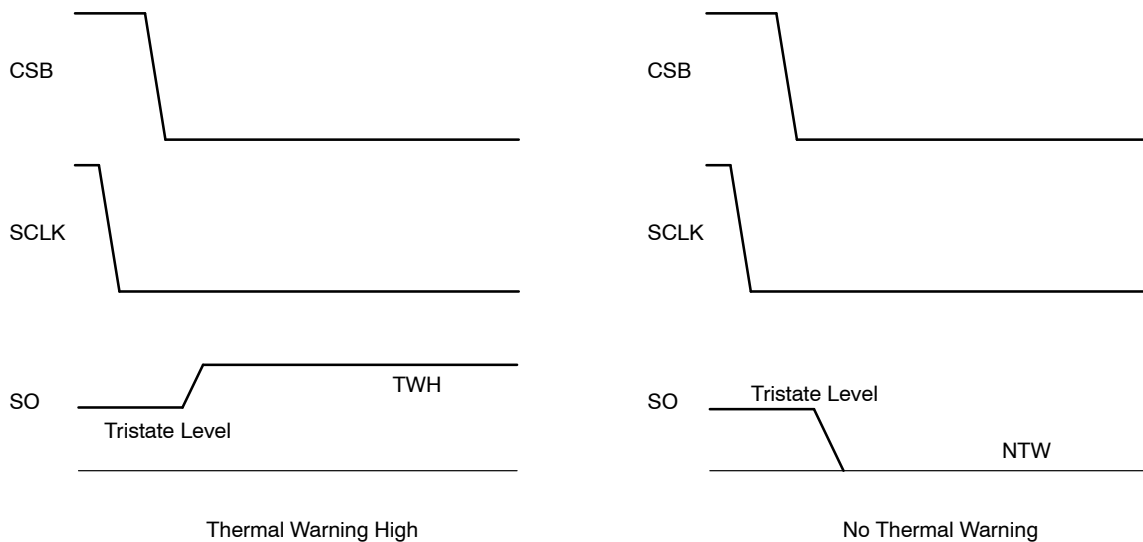 CSB
SCLK
SO
TWH
Tristate Level
Thermal Warning High
CSB
SCLK
SO
Tristate Level
NTW
No Thermal Warning